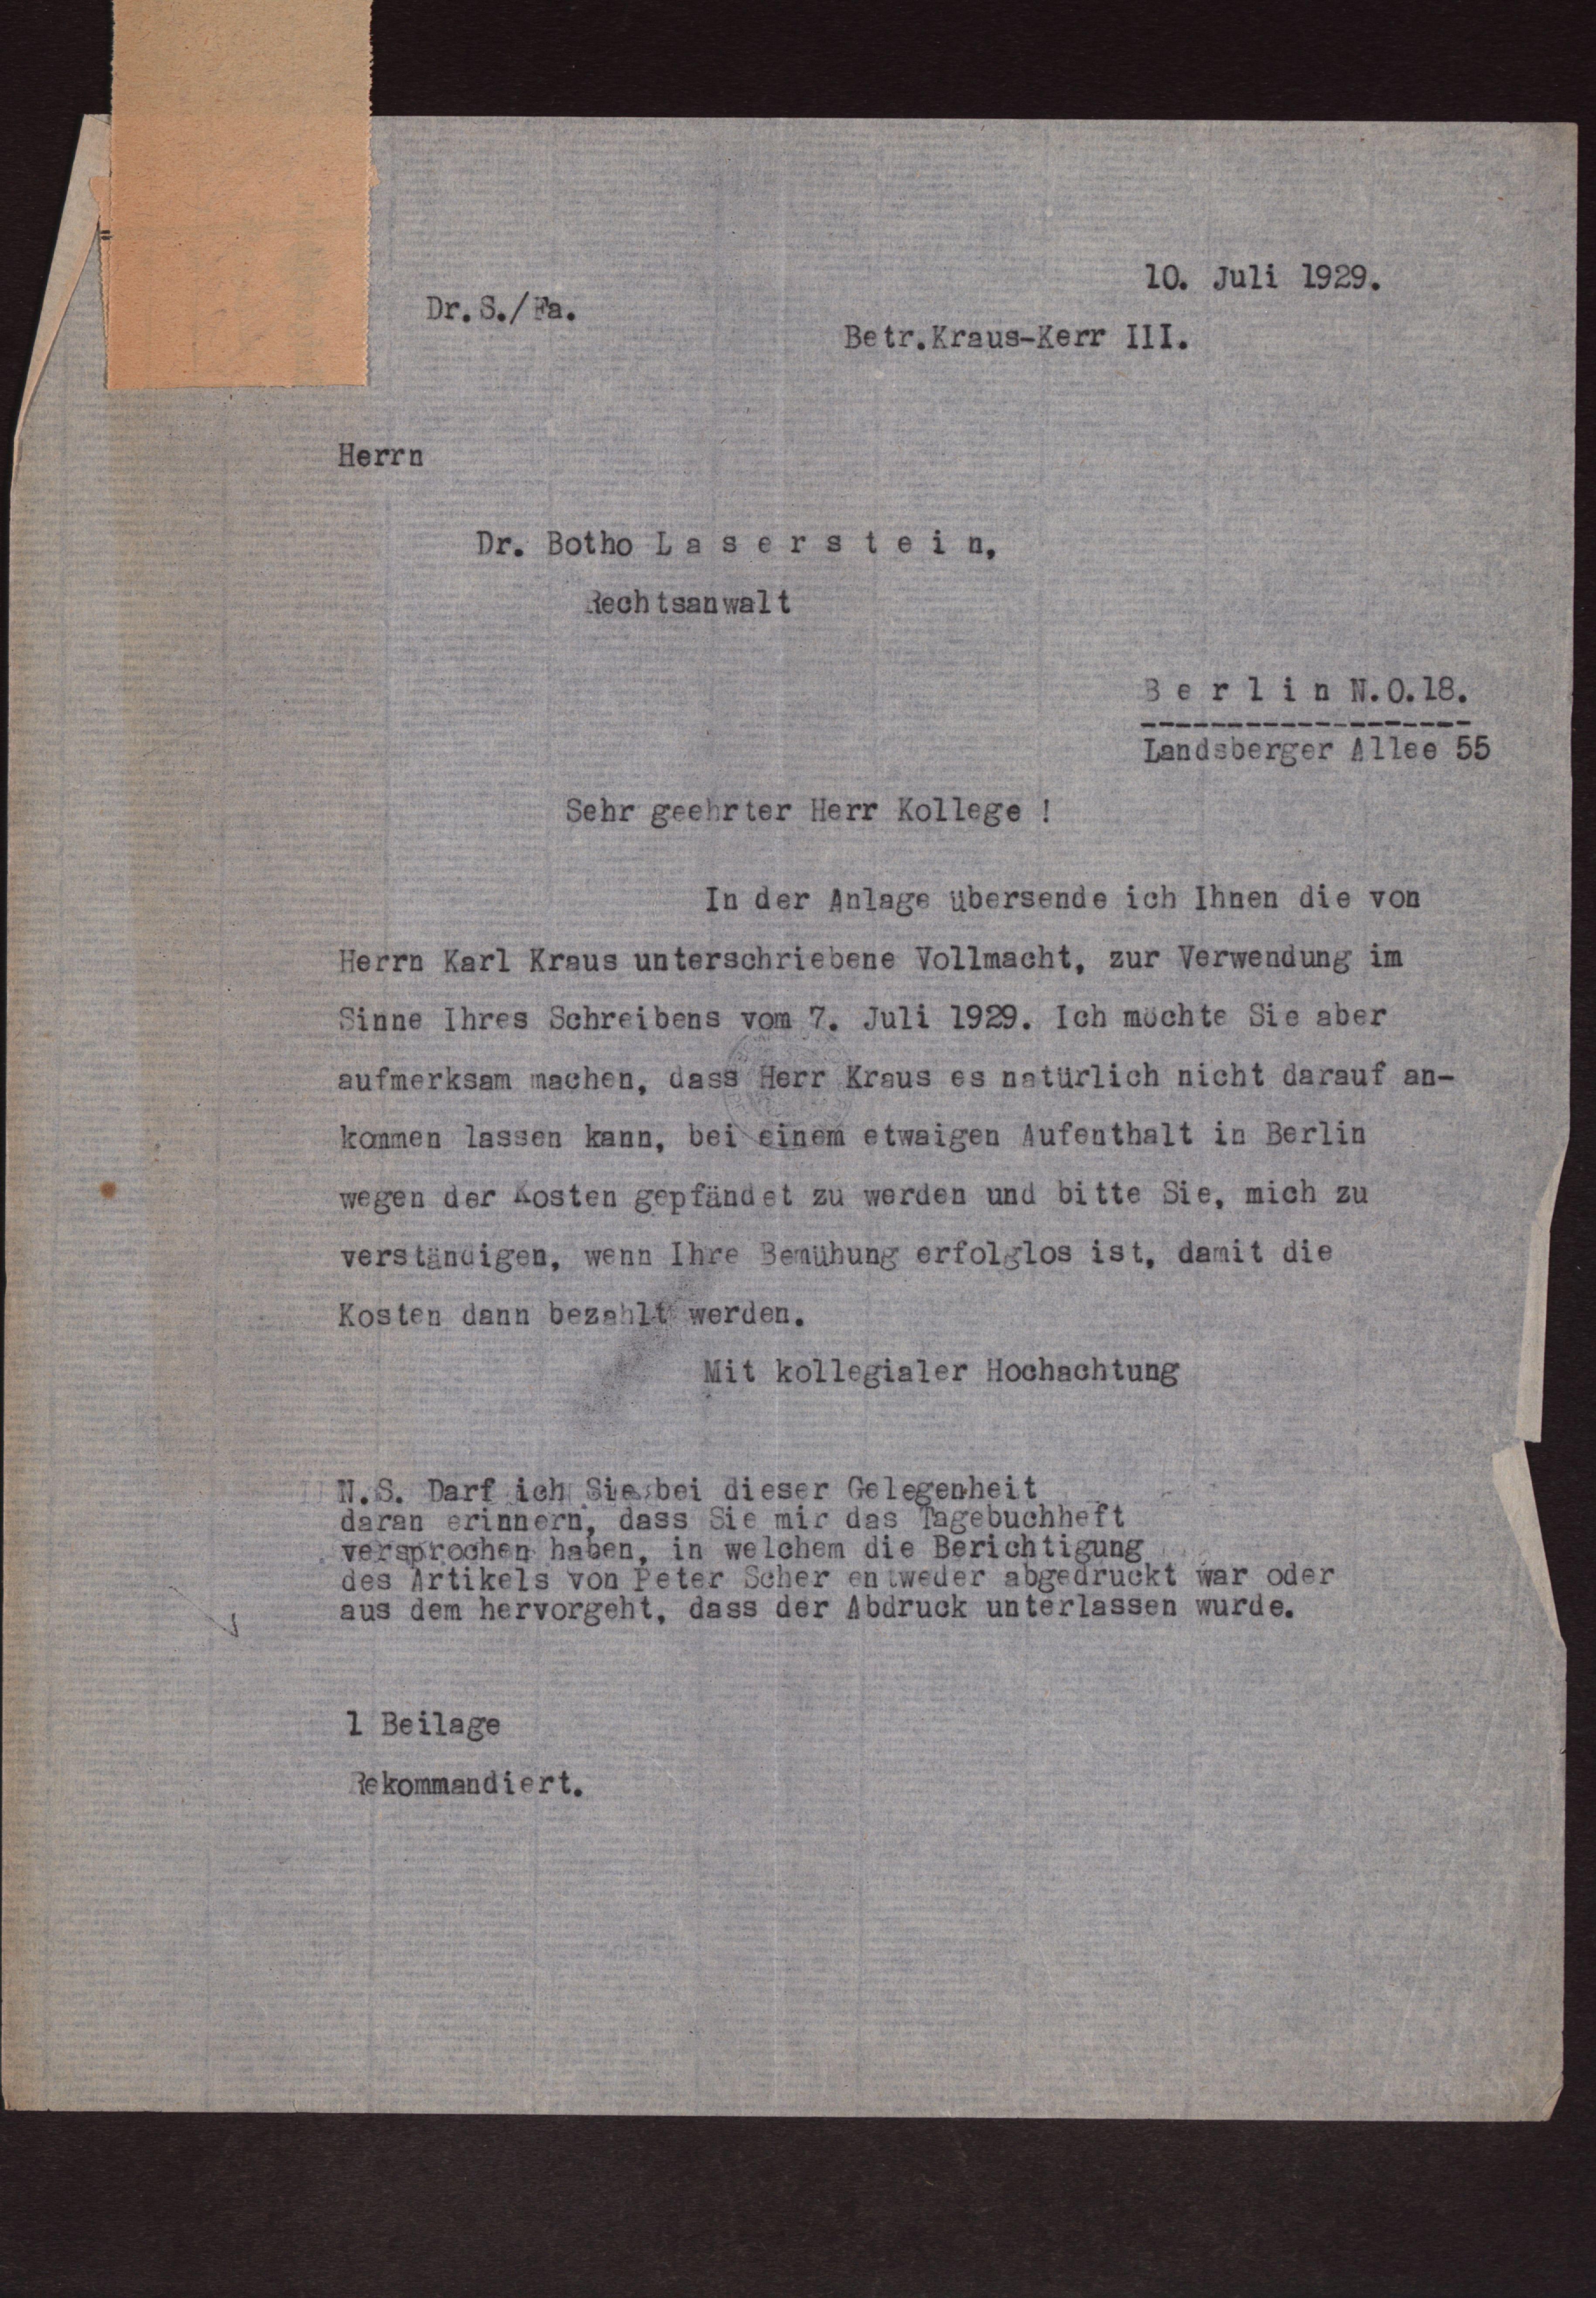 10. Juli 1929.
Dr.S./Fa.
Betr.Kraus-Kerr III.
Herrn
Dr. Botho L a s e r s t e i n,
Rechtsanwalt
B e r l i n N.O.18.
-------------------
Landsberger Allee 55
Sehr geehrter Herr Kollege !
In der Anlage übersende ich Ihnen die von
Herrn Karl Kraus unterschriebene Vollmacht, zur Verwendung im
Sinne Ihres Schreibens vom 7. Juli 1929. Ich möchte Sie aber
aufmerksam machen, dass Herr Kraus es natürlich nicht darauf an-
kommen lassen kann, bei einem etwaigen Aufenthalt in Berlin
wegen der Kosten gepfändet zu werden und bitte Sie, mich zu
verständigen, wenn Ihre Bemühung erfolglos ist, damit die
Kosten dann bezahlt werden.
Mit kollegialer Hochachtung
N.S. Darf ich Sie bei dieser Gelegenheit
daran erinnern, dass Sie mir das Tagebuchheft
versprochen haben, in welchem die Berichtigung
des Artikels von Peter Scher entweder abgedruckt war oder
aus dem hervorgeht, dass der Abdruck unterlassen wurde.
1 Beilage
Rekommandiert.